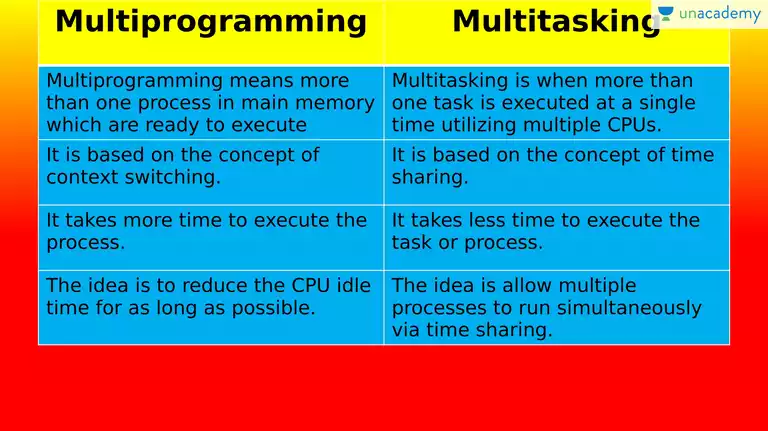 Multiprogramming
Multitasking
unacademy
Multiprogramming means more
than one process in main memory
which are ready to execute
Multitasking is when more than
one task is executed at a single
time utilizing multiple CPUs.
It is based on the concept of
context switching.
It is based on the concept of time
sharing.
It takes more time to execute the
process.
It takes less time to execute the
task or process.
The idea is to reduce the CPU idle
time for as long as possible.
The idea is allow multiple
processes to run simultaneously
via time sharing.